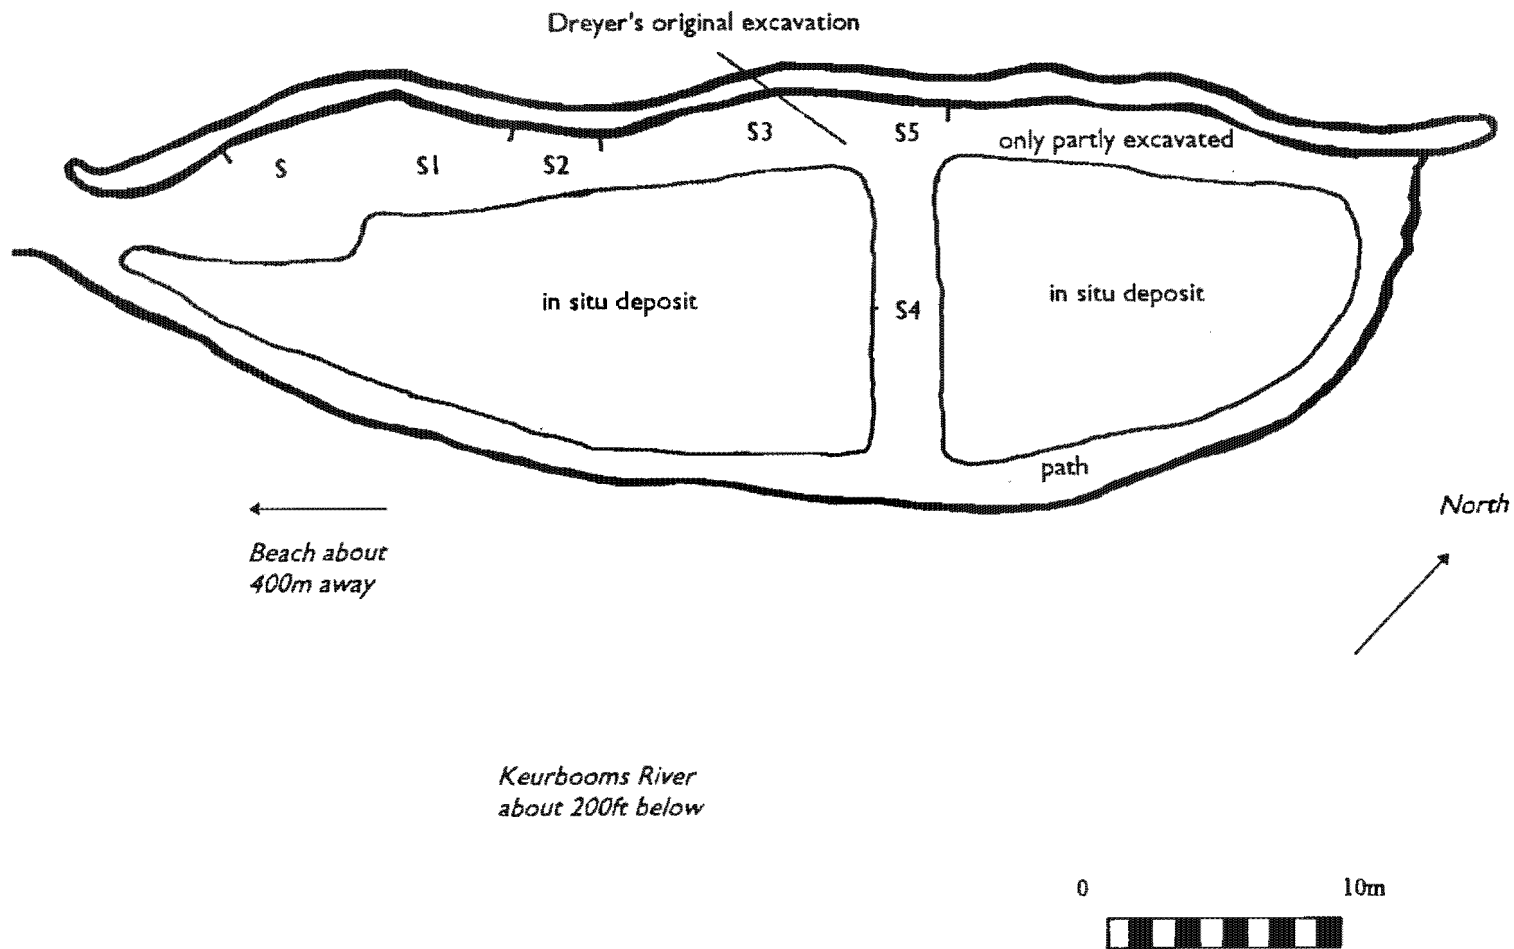 Dreyer's original excavation
S3
S5
only partly excavated
S
S1
S2
in situ deposit
in situ deposit
S4
path
North
Beach about
400m away
Keurbooms River
about 200ft below
0
10m